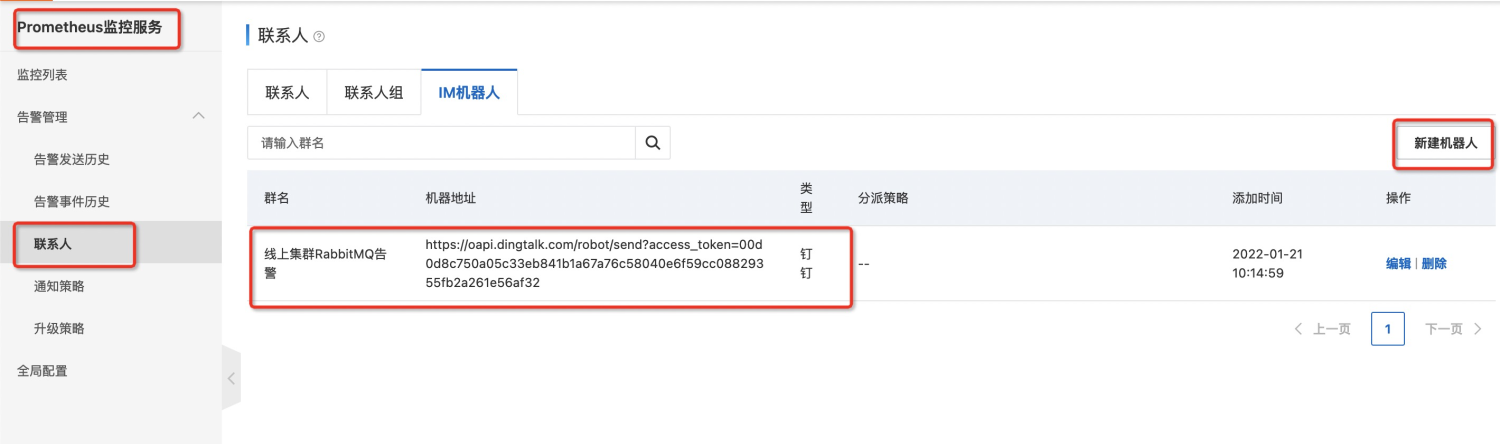 Prometheus监控服务
监控列表
告警管理
告警发送历史
告警事件历史
联系人
通知策略
升级策略
全局配置
联系人
联系人 联系人组 IM机器人
请输入群名
新建机器人
群名 机器地址 类型 分派策略 添加时间 操作
线上集群RabbitMQ告警 https://oapi.dingtalk.com/robot/send?access_token=00d0d8c750a05c33eb841b1a67a76c58040e6f59cc08829355fb2a261e56af32 钉钉 -- 2022-01-21 10:14:59 编辑 | 删除
上一页 1 下一页